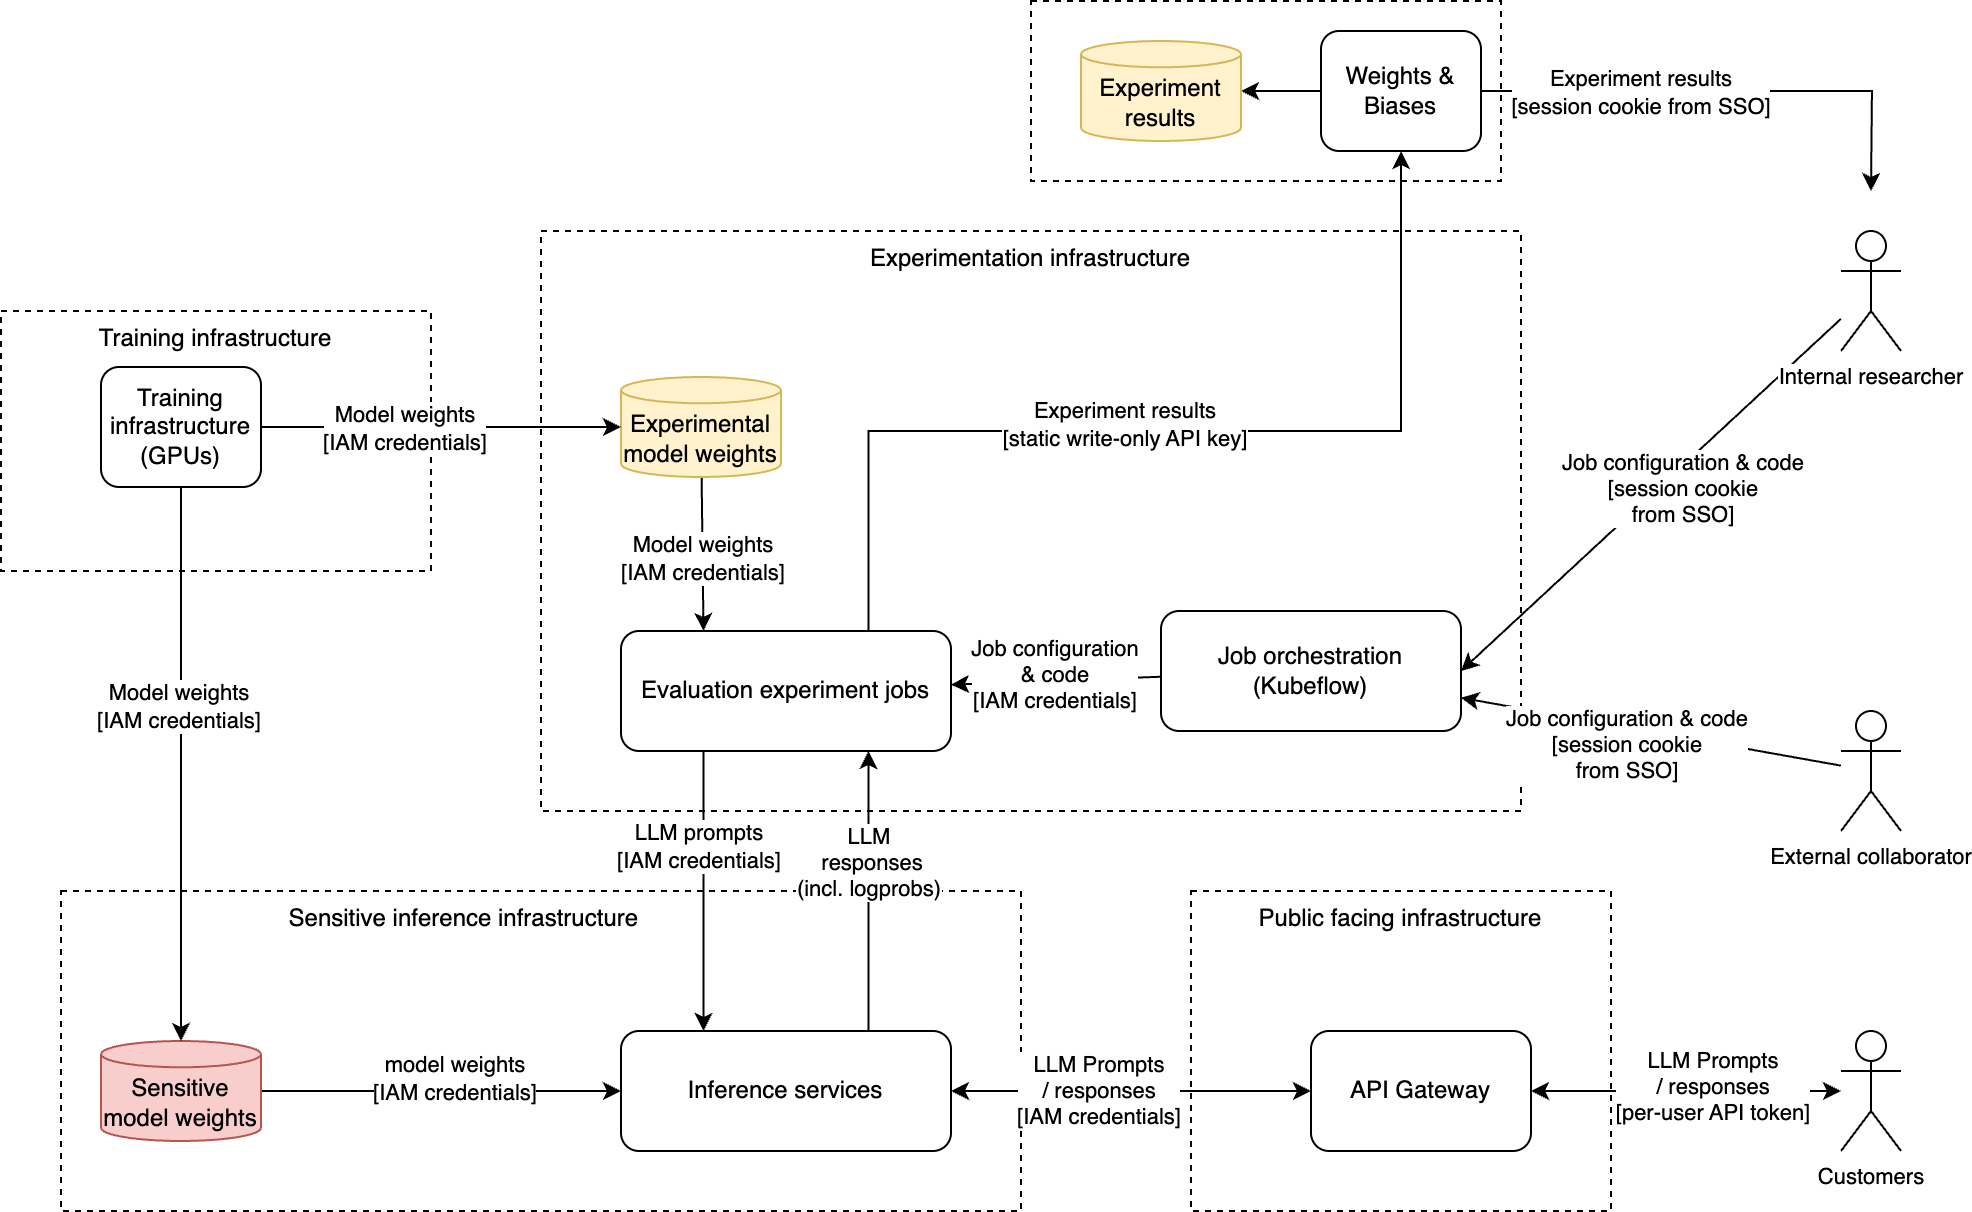 Experiment
results
Weights &
Biases
Experiment results
[session cookie from SSO]
Experimentation infrastructure
Internal researcher
Training infrastructure
Training
infrastructure
(GPUs)
Model weights
[IAM credentials]
Experimental
model weights
Experiment results
[static write-only API key]
Job configuration & code
[session cookie
from SSO]
Model weights
[IAM credentials]
Evaluation experiment jobs
Job configuration
& code
[IAM credentials]
Job orchestration
(Kubeflow)
Job configuration & code
[session cookie
from SSO]
External collaborator
Model weights
[IAM credentials]
LLM prompts
[IAM credentials]
LLM
responses
(incl. logprobs)
Sensitive inference infrastructure
Public facing infrastructure
Sensitive
model weights
model weights
[IAM credentials]
Inference services
LLM Prompts
/ responses
[IAM credentials]
API Gateway
LLM Prompts
/ responses
[per-user API token]
Customers